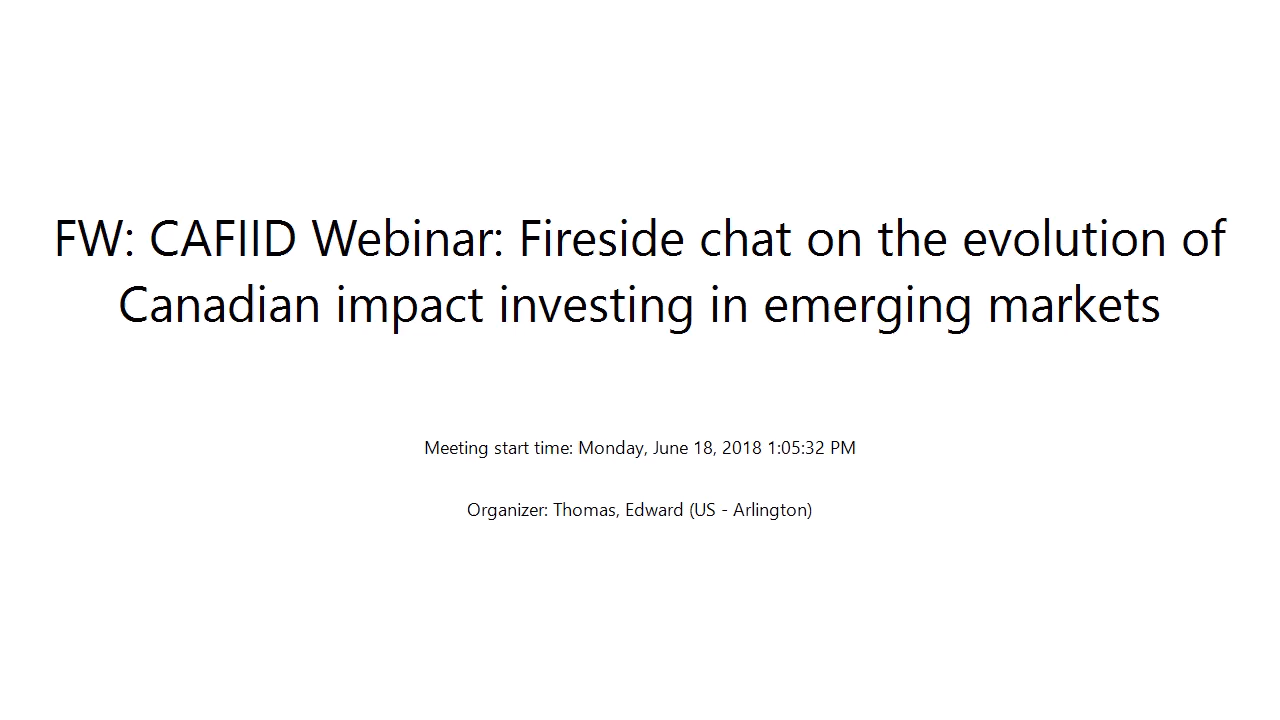 FW: CAFIID Webinar: Fireside chat on the evolution of
Canadian impact investing in emerging markets
Meeting start time: Monday, June 18, 2018 1:05:32 PM
Organizer: Thomas, Edward (US - Arlington)